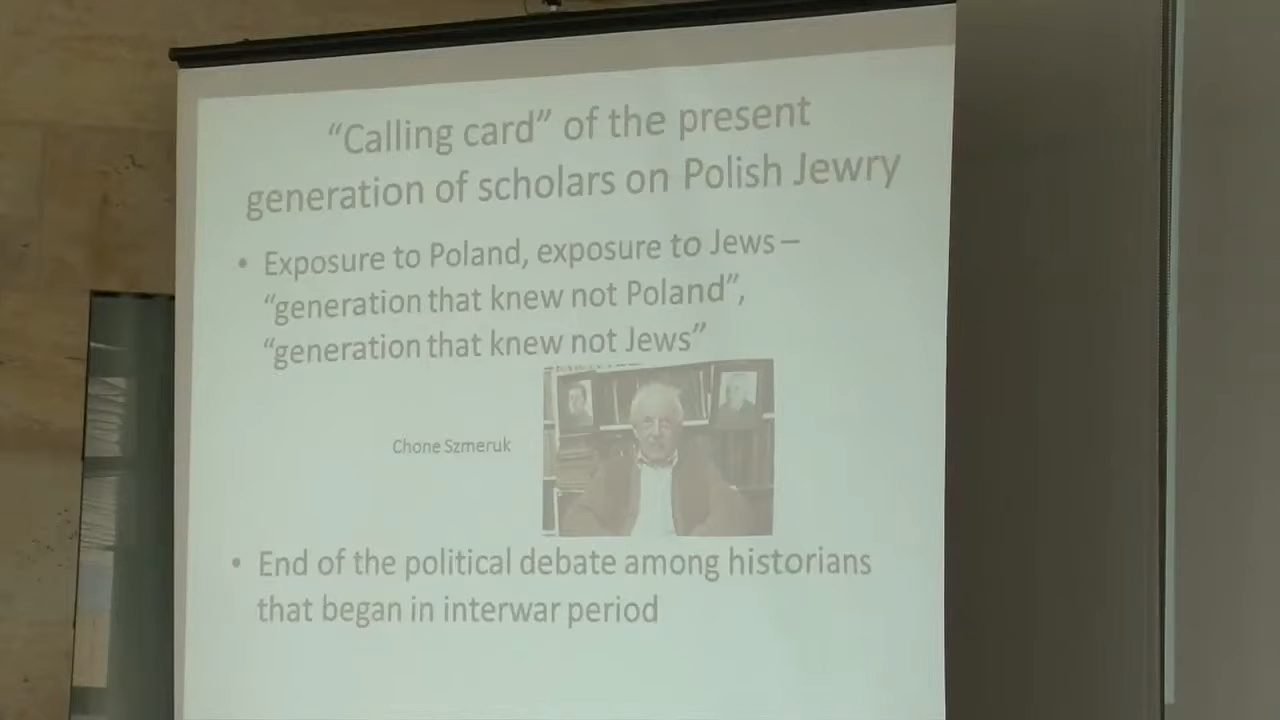 “Calling card” of the present
generation of scholars on Polish Jewry
• Exposure to Poland, exposure to Jews –
“generation that knew not Poland”,
“generation that knew not Jews”
Chone Szmeruk
• End of the political debate among historians
that began in interwar period